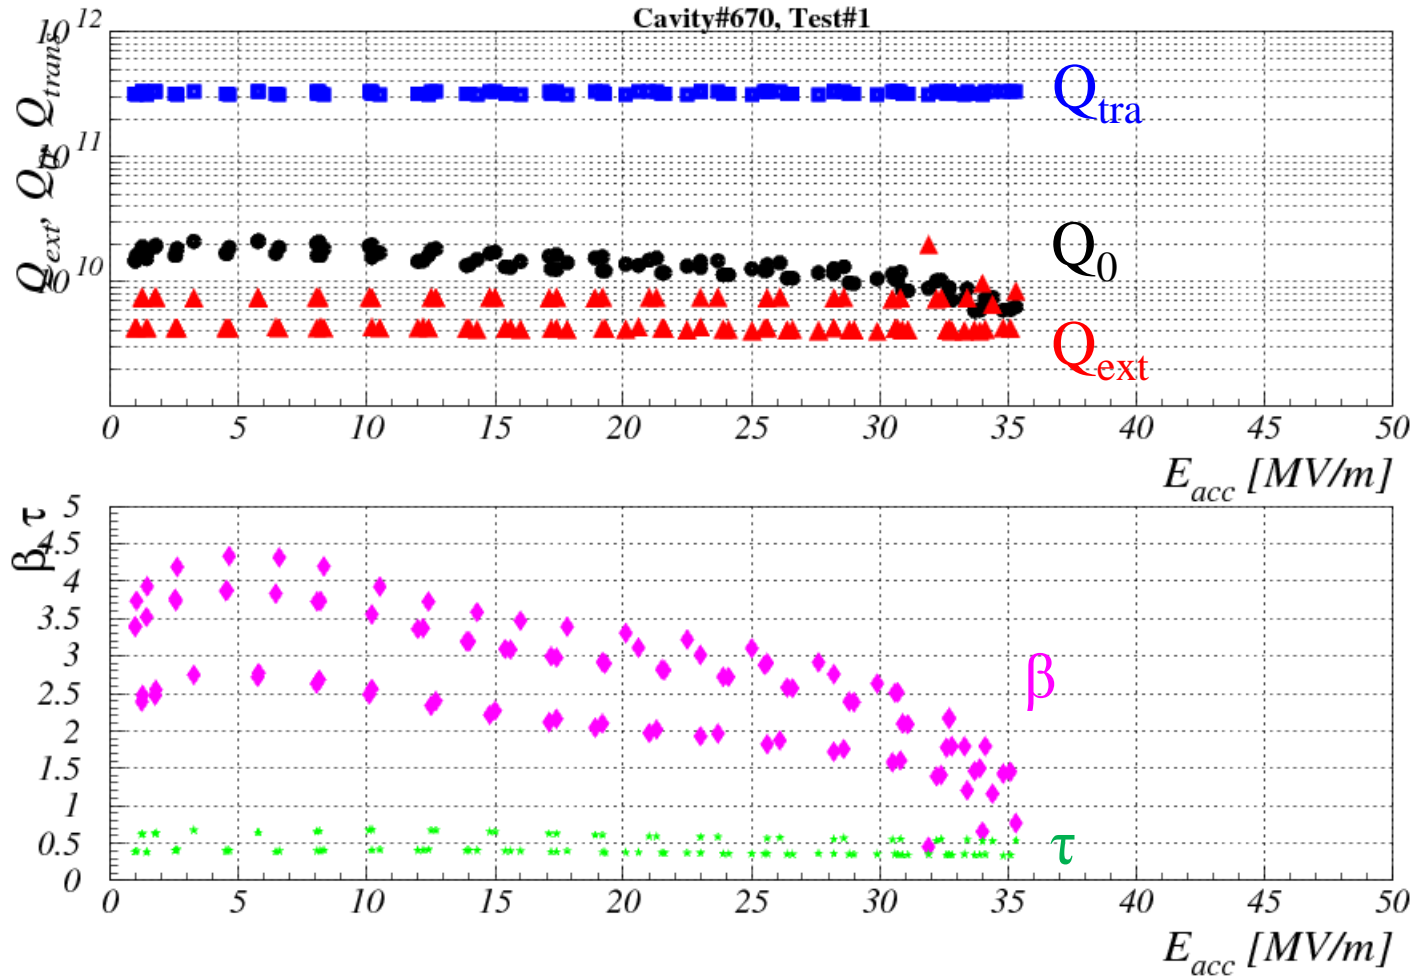 Cavity#670, Test#1
10^12
10^11
10^10
Q_ext, Q_0, Q_trans
Q_tra
Q_0
Q_ext
0 5 10 15 20 25 30 35 40 45 50
E_acc [MV/m]
5
4.5
4
3.5
3
2.5
2
1.5
1
0.5
0
β, τ
β
τ
0 5 10 15 20 25 30 35 40 45 50
E_acc [MV/m]